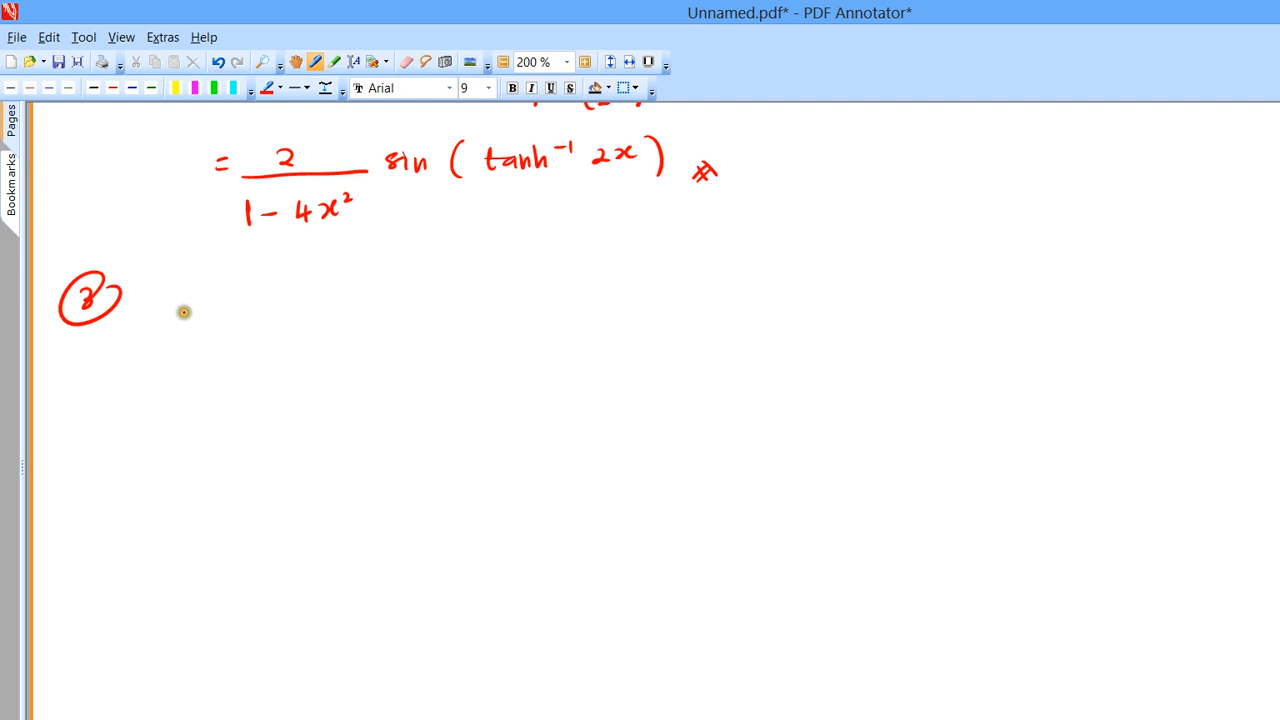 Unnamed.pdf* - PDF Annotator*
File Edit Tool View Extras Help
200 %
Arial 9 B I U S
Pages
Bookmarks
= 2 / (1 - 4x²) sin ( tanh⁻¹ 2x ) #
3